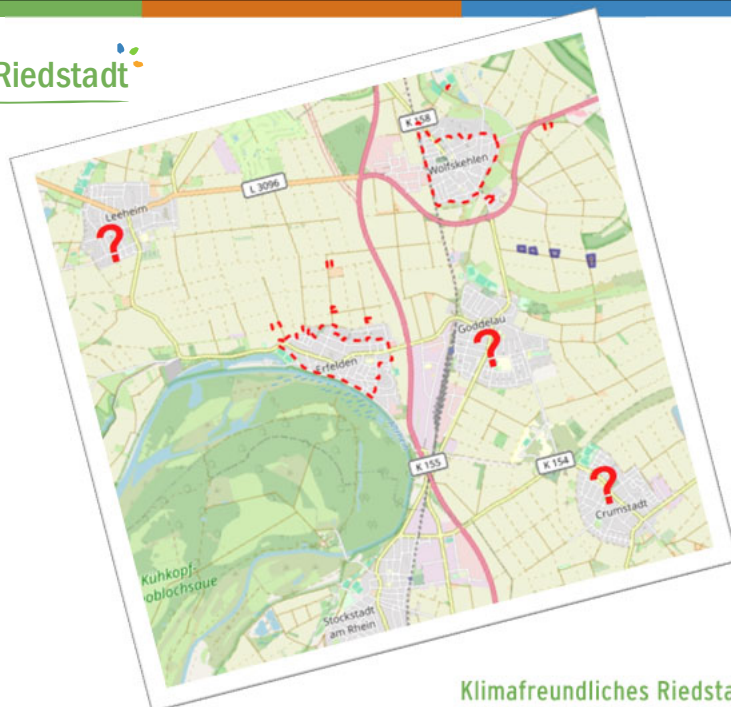 Riedstadt
K 158
Wolfskehlen
L 3096
Leeheim
?
Goddelau
?
Erfelden
K 155
K 154
?
Crumstadt
Kühkopf-
oblochsaue
Stockstadt
am Rhein
Klimafreundliches Riedsta